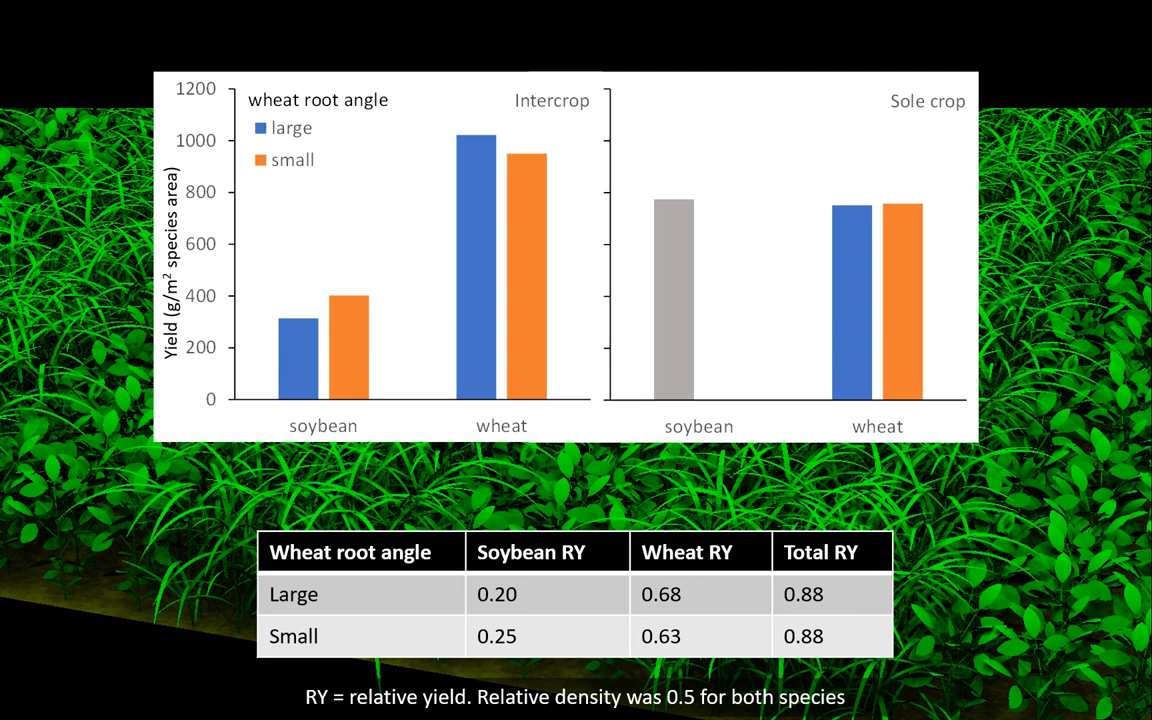 wheat root angle
large
small
Intercrop
Sole crop
Yield (g/m² species area)
1200
1000
800
600
400
200
0
soybean wheat
soybean wheat
Wheat root angle Soybean RY Wheat RY Total RY
Large 0.20 0.68 0.88
Small 0.25 0.63 0.88
RY = relative yield. Relative density was 0.5 for both species